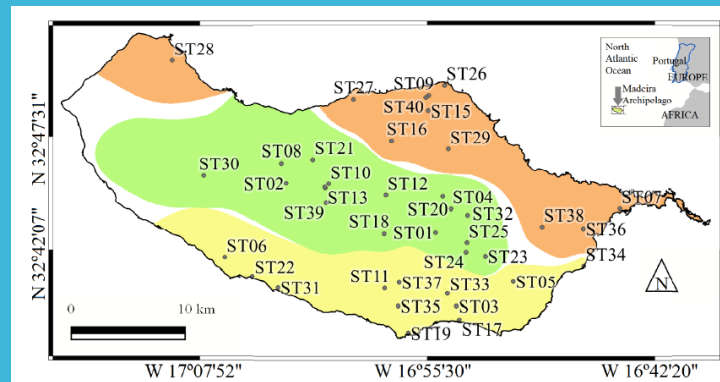 ST28
North
Atlantic
Ocean
Portugal
EUROPE
Madeira
Archipelago
AFRICA
ST27
ST09
ST26
ST40
ST15
ST16
ST29
N 32°47'31
ST08
ST21
ST30
ST02
ST10
ST12
ST13
ST39
ST04
ST20
ST32
ST07
ST18
ST01
ST25
ST38
ST36
N 32°42'07
ST06
ST24
ST23
ST34
ST22
ST11
ST37
ST05
ST31
ST33
ST35
ST03
ST19
ST17
0
10 km
N
W 17°07'52
W 16°55'30
W 16°42'20